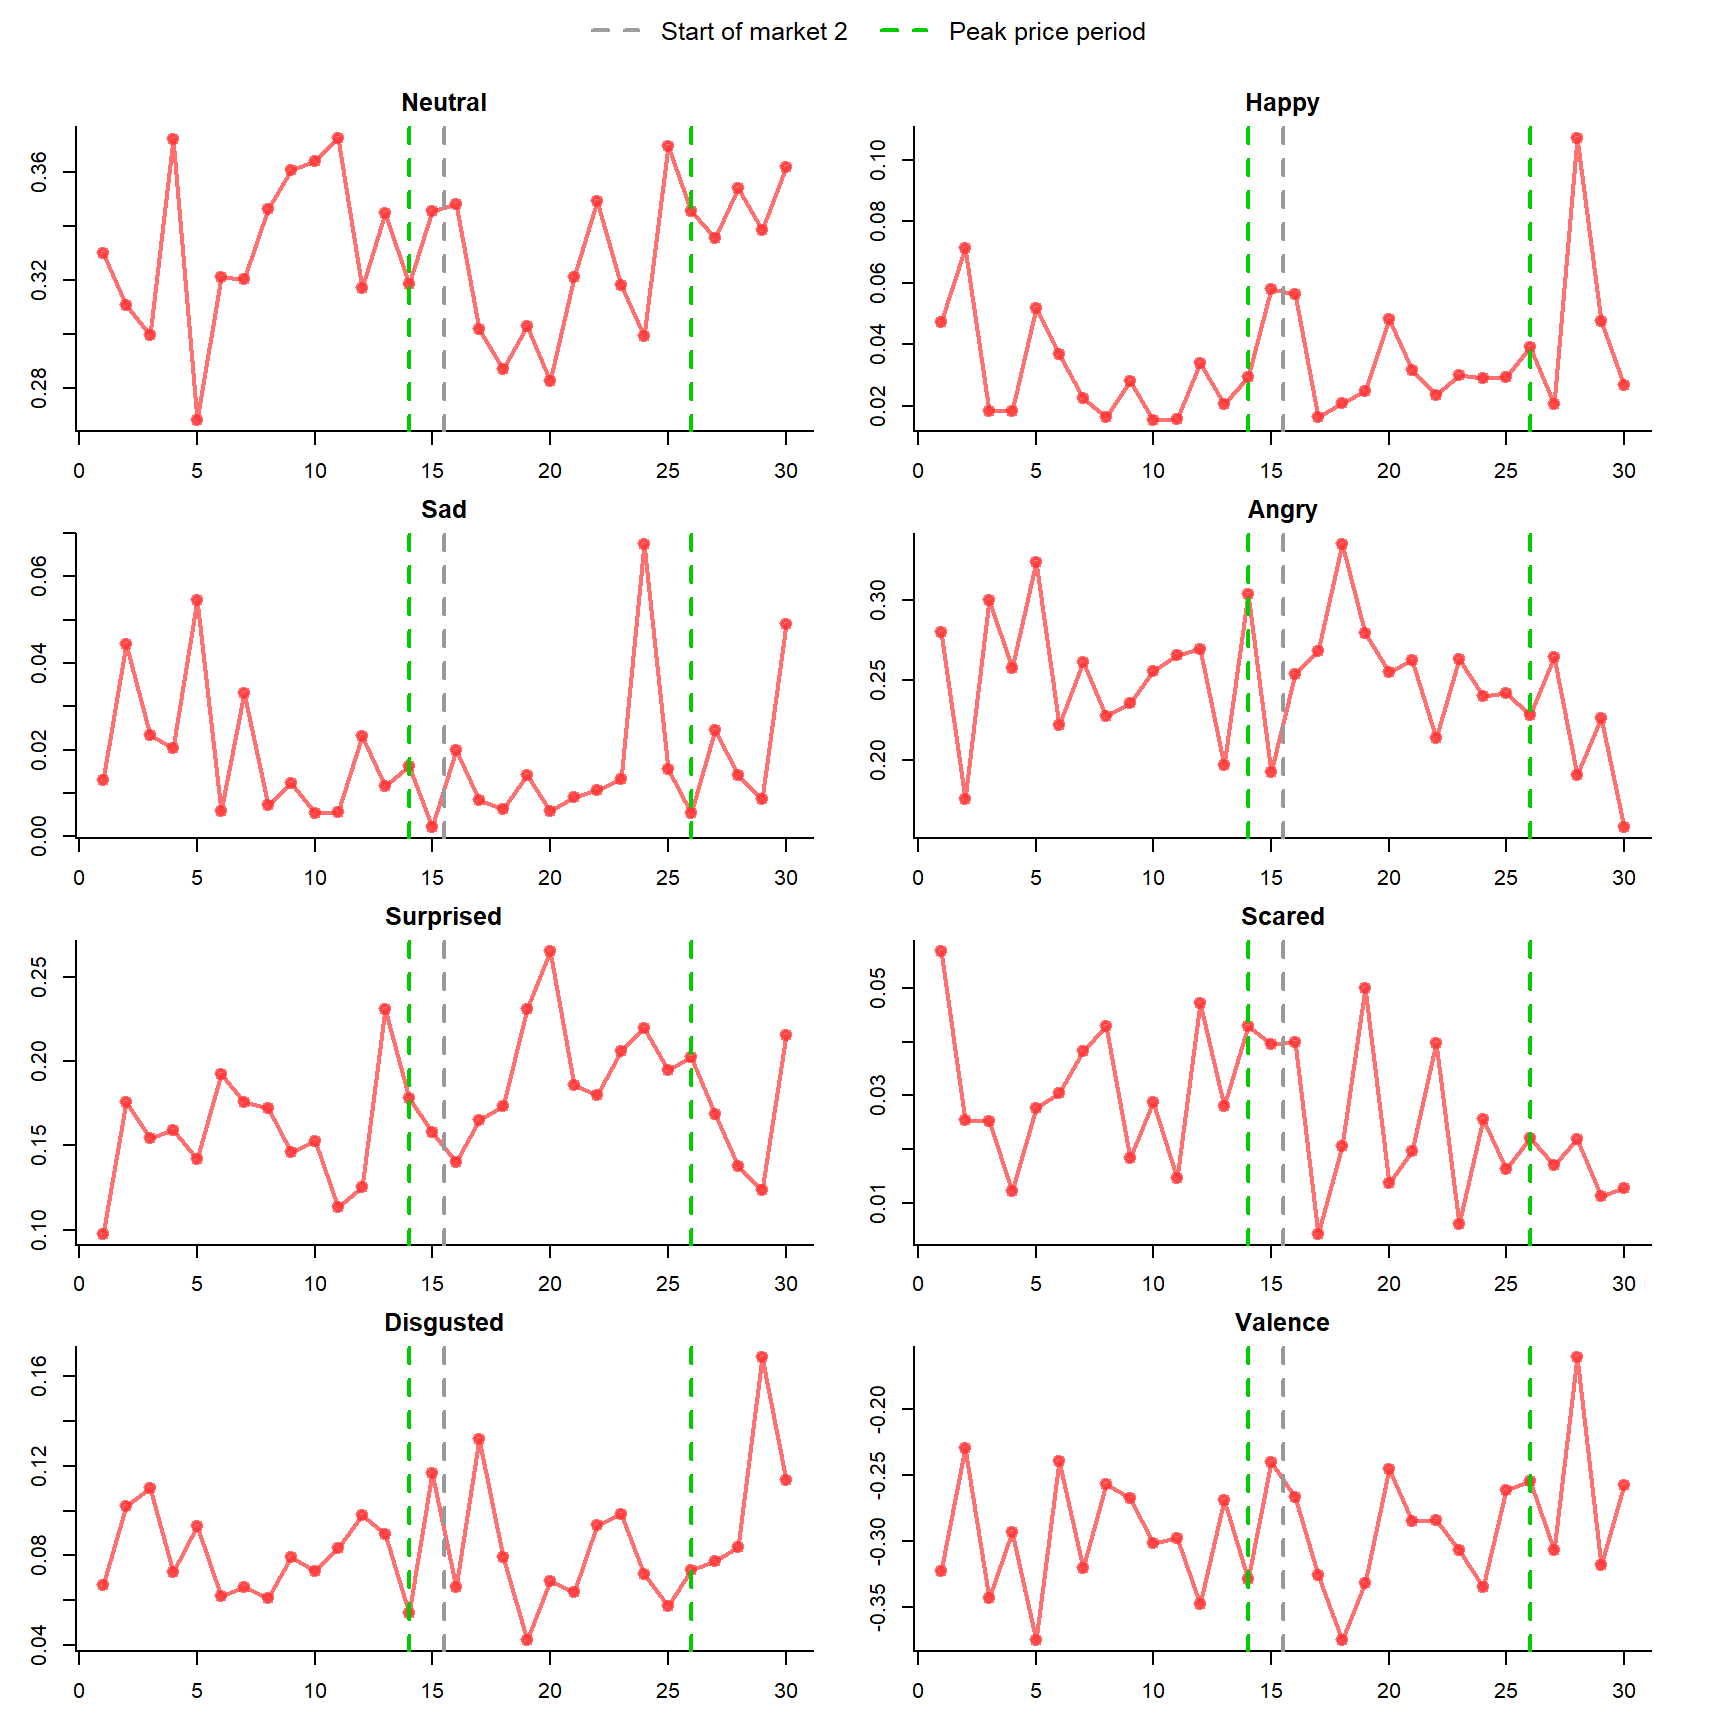 Start of market 2 Peak price period
Neutral
0.28 0.32 0.36
0 5 10 15 20 25 30
Happy
0.02 0.04 0.06 0.08 0.10
0 5 10 15 20 25 30
Sad
0.00 0.02 0.04 0.06
0 5 10 15 20 25 30
Angry
0.20 0.25 0.30
0 5 10 15 20 25 30
Surprised
0.10 0.15 0.20 0.25
0 5 10 15 20 25 30
Scared
0.01 0.03 0.05
0 5 10 15 20 25 30
Disgusted
0.04 0.08 0.12 0.16
0 5 10 15 20 25 30
Valence
-0.35 -0.30 -0.25 -0.20
0 5 10 15 20 25 30